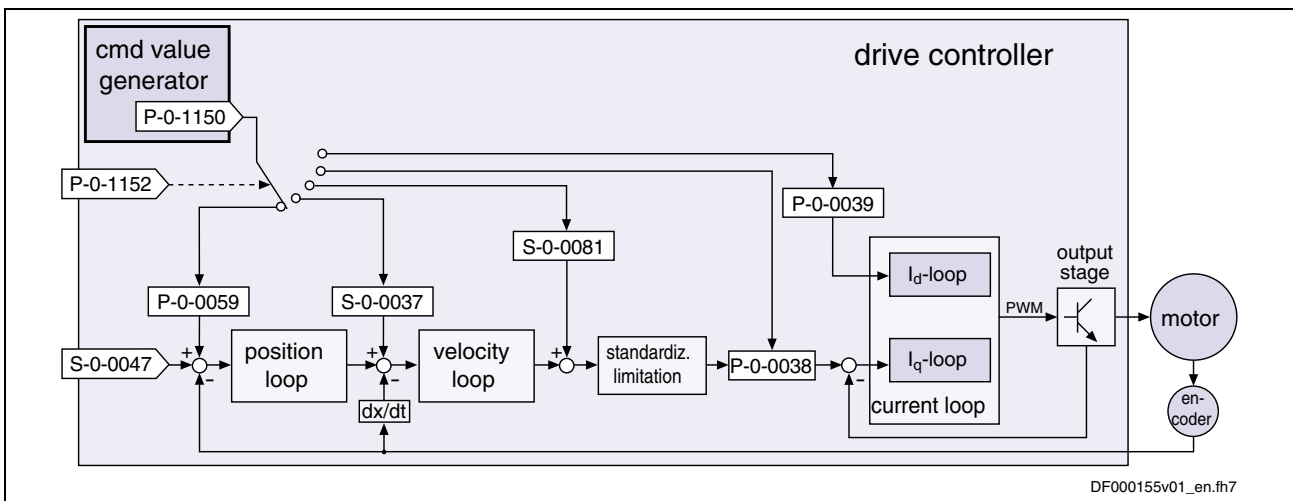 cmd value
generator
drive controller
P-0-1150
P-0-1152
P-0-0039
S-0-0081
output
stage
I_d-loop
P-0-0059
S-0-0037
PWM
motor
S-0-0047
+
-
position
loop
+
-
velocity
loop
+
standardiz.
limitation
P-0-0038
-
I_q-loop
current loop
dx/dt
en-
coder
DF000155v01_en.fh7